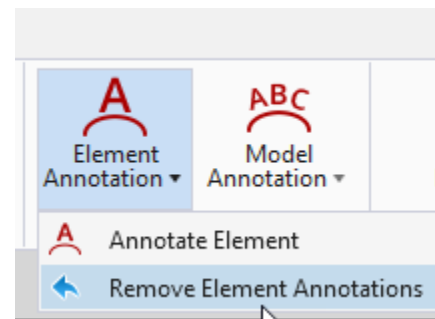 A
Element
Annotation
ABC
Model
Annotation
A
Annotate Element
Remove Element Annotations